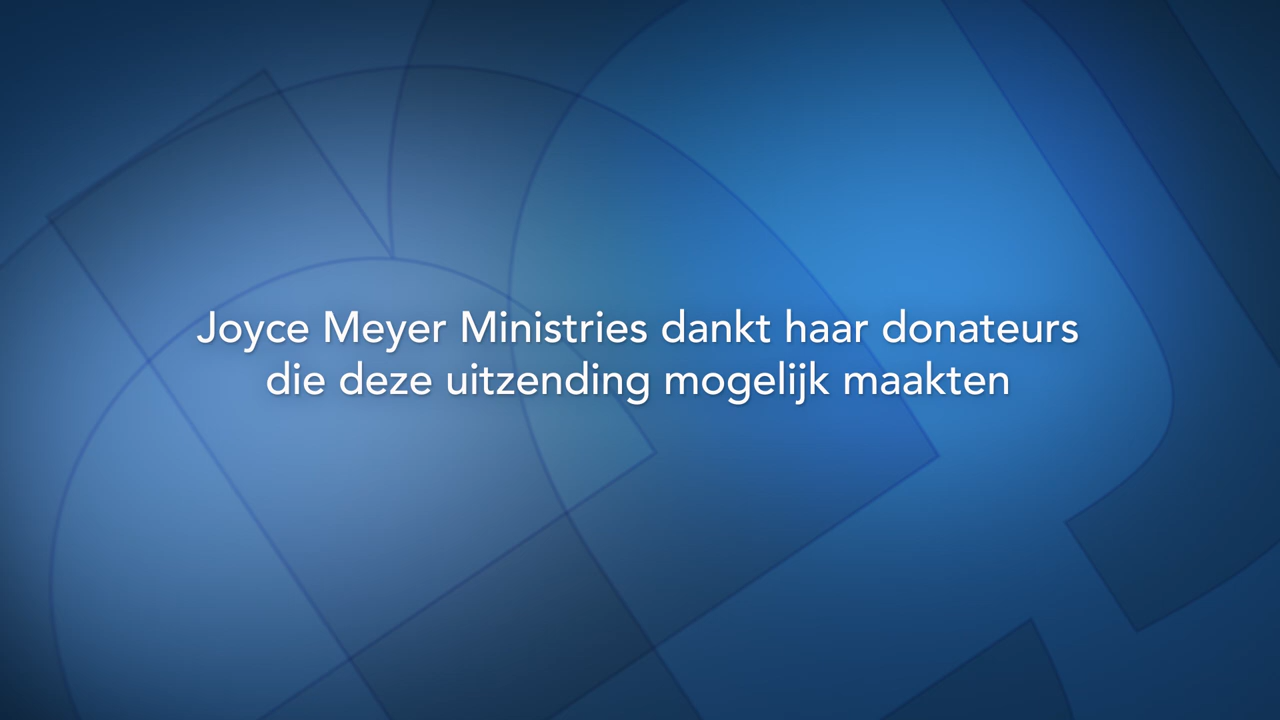 Joyce Meyer Ministries dankt haar donateurs
die deze uitzending mogelijk maakten